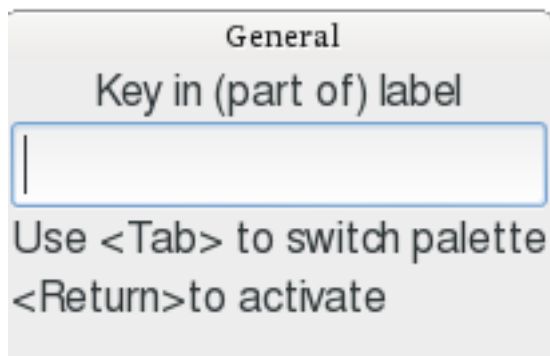 General
Key in (part of) label
Use <Tab> to switch palette
<Return>to activate